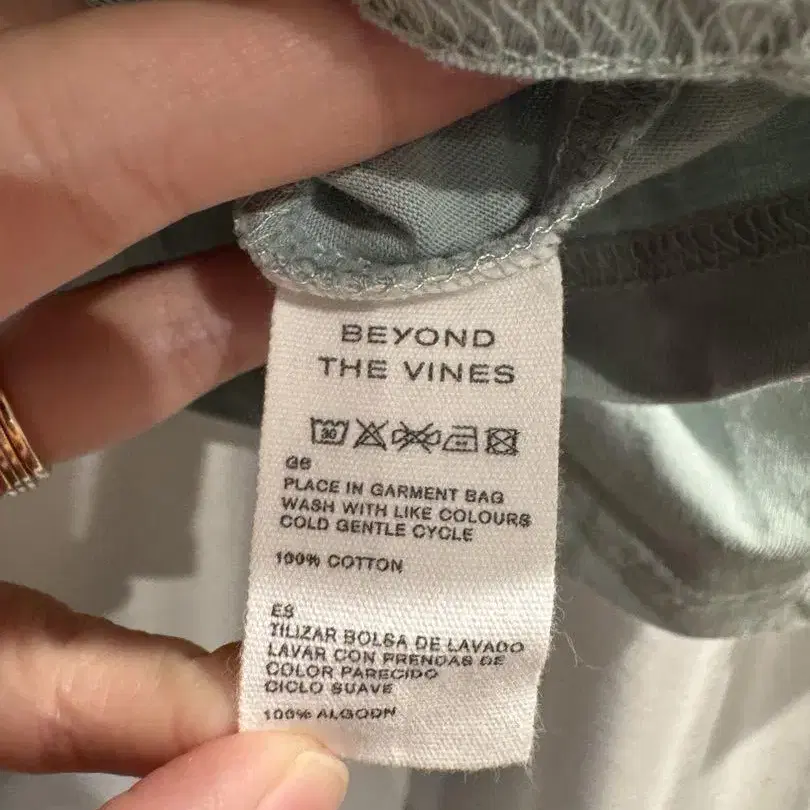 BEYOND
THE VINES
30
GB
PLACE IN GARMENT BAG
WASH WITH LIKE COLOURS
COLD GENTLE CYCLE
100% COTTON
ES
TILIZAR BOLSA DE LAVADO
LAVAR CON PRENDAS DE
COLOR PARECIDO
CICLO SUAVE
100% ALGODN